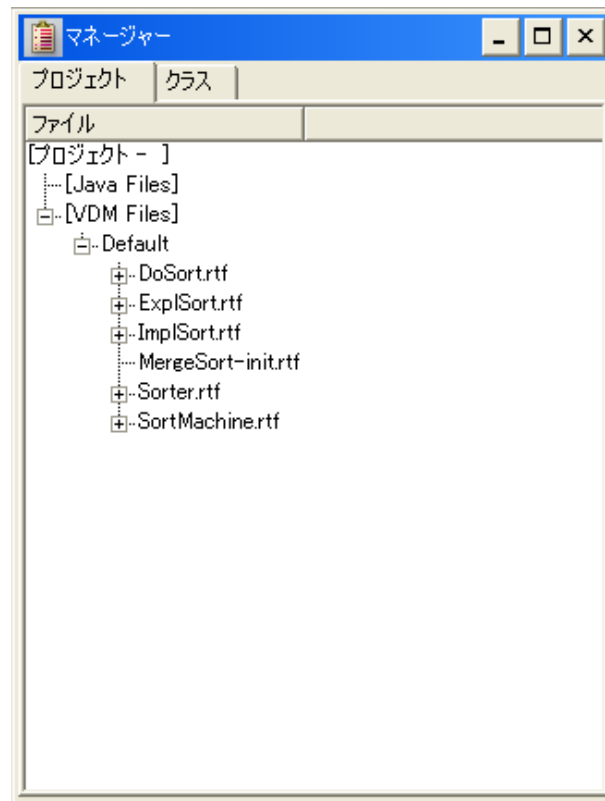 マネージャー
プロジェクト クラス
ファイル
[プロジェクト - ]
[Java Files]
[VDM Files]
Default
DoSort.rtf
ExplSort.rtf
ImplSort.rtf
MergeSort-init.rtf
Sorter.rtf
SortMachine.rtf